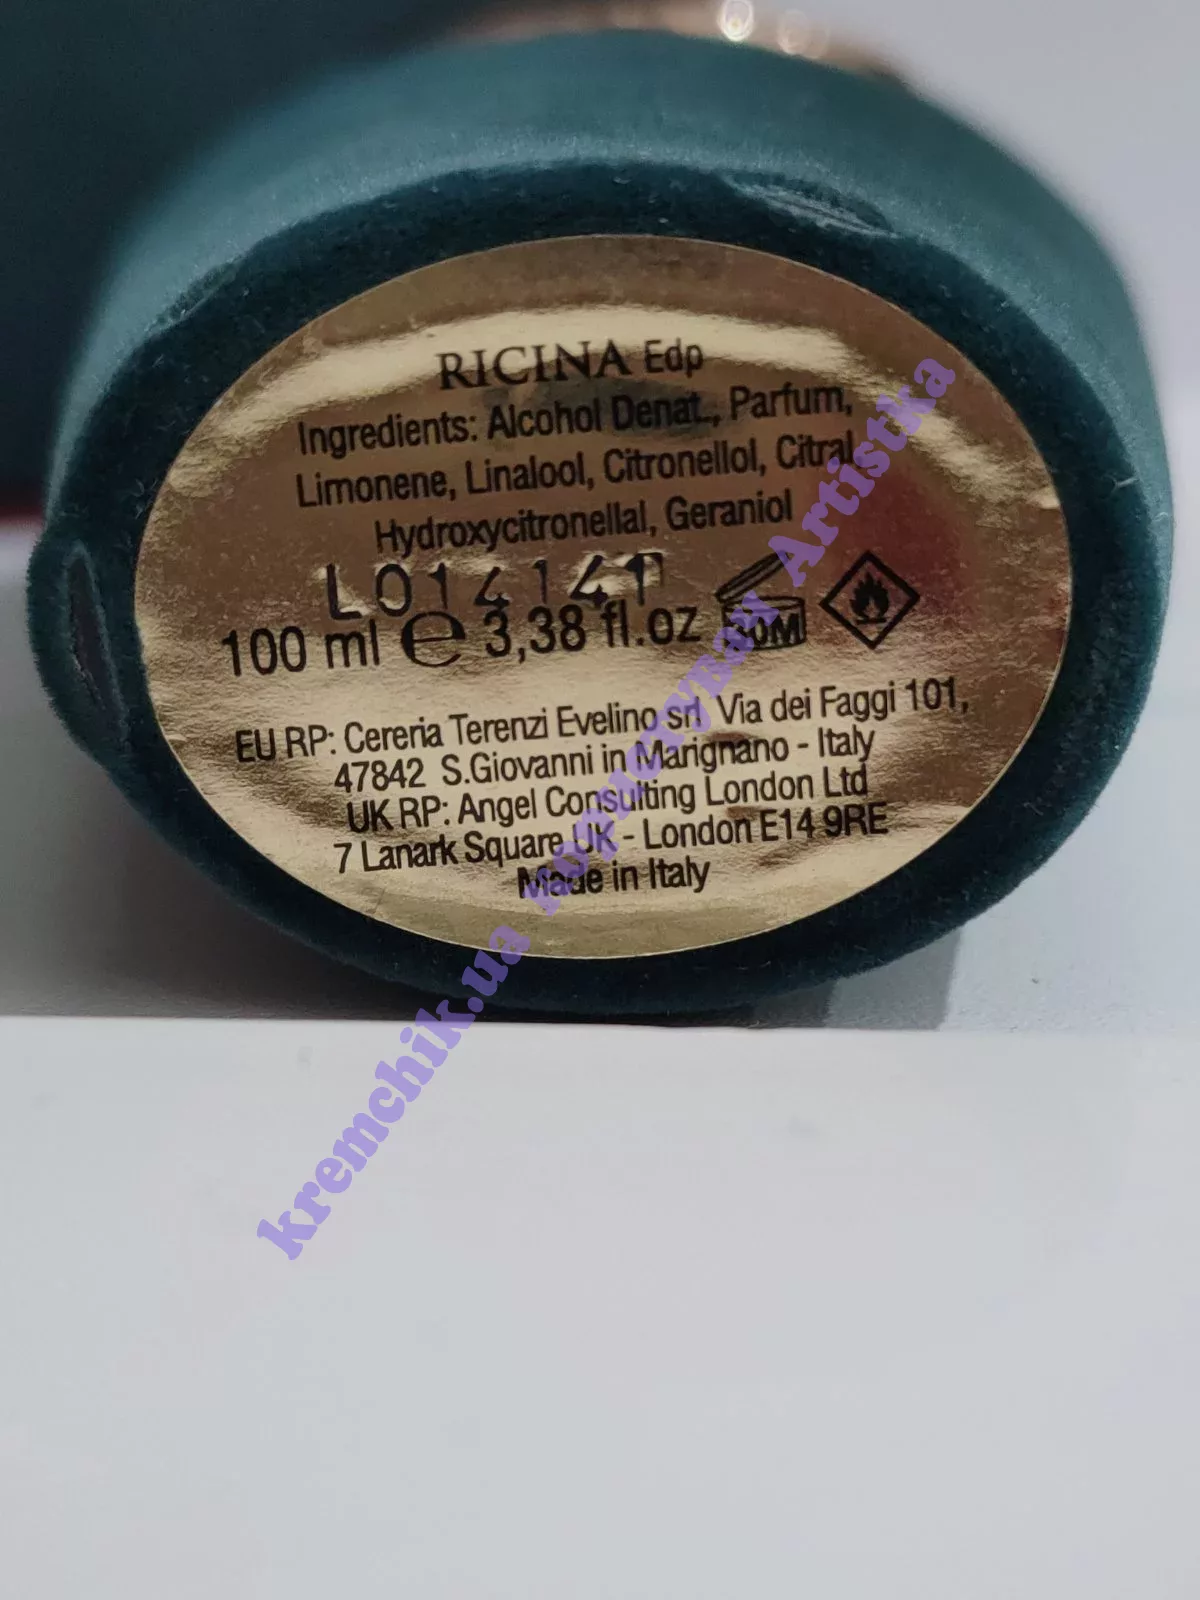 RICINA Edp
Ingredients: Alcohol Denat., Parfum,
Limonene, Linalool, Citronellol, Citral
Hydroxycitronellal, Geraniol
L014141
100 ml ℮ 3,38 fl.oz
EU RP: Cereria Terenzi Evelino srl Via dei Faggi 101,
47842 S.Giovanni in Marignano - Italy
UK RP: Angel Consulting London Ltd
7 Lanark Square UK - London E14 9RE
Made in Italy
kremchik.ua користувач Artistka